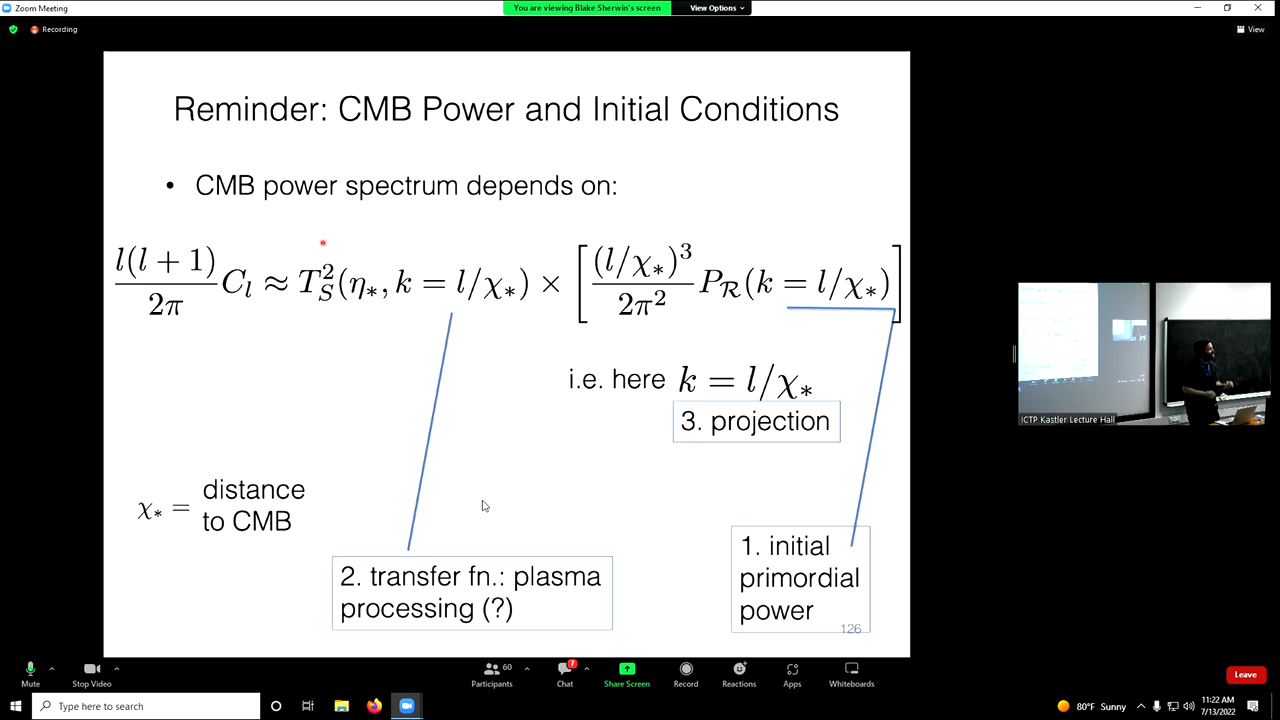 Zoom Meeting
You are viewing Blake Sherwin's screen
View Options
Recording
View
Reminder: CMB Power and Initial Conditions
• CMB power spectrum depends on:
l(l + 1)/2π C_l ≈ T_S^2(η_*, k = l/χ_*) × [(l/χ_*)^3/2π^2 P_R(k = l/χ_*)]
i.e. here k = l/χ_*
3. projection
χ_* = distance
to CMB
2. transfer fn.: plasma
processing (?)
1. initial
primordial
power
126
ICTP Kastler Lecture Hall
Mute
Stop Video
60
Participants
7
Chat
Share Screen
Record
Reactions
Apps
Whiteboards
Leave
Type here to search
80°F Sunny
11:22 AM
7/13/2022